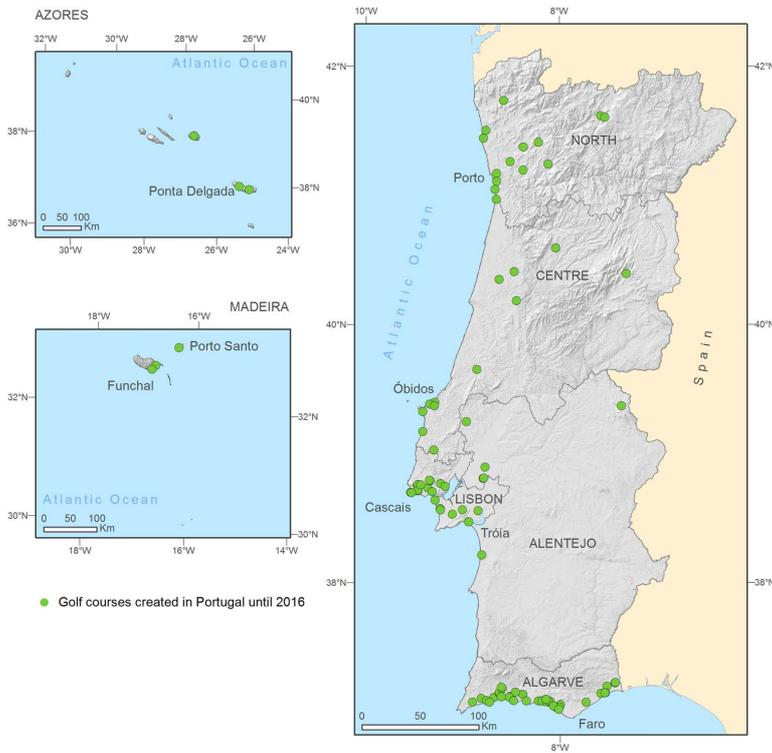 AZORES
32°W 30°W 28°W 26°W
Atlantic Ocean
40°N
38°N
Ponta Delgada
38°N
0 50 100
Km
36°N
30°W 28°W 26°W 24°W
MADEIRA
18°W 16°W
Porto Santo
Funchal
32°N
32°N
Atlantic Ocean
30°N
0 50 100
Km
30°N
18°W 16°W 14°W
Golf courses created in Portugal until 2016
10°W 8°W
42°N
42°N
NORTH
Porto
Atlantic Ocean
CENTRE
40°N
40°N
Spain
Óbidos
Cascais
LISBON
Tróia
ALENTEJO
38°N
38°N
ALGARVE
Faro
0 50 100
Km
8°W